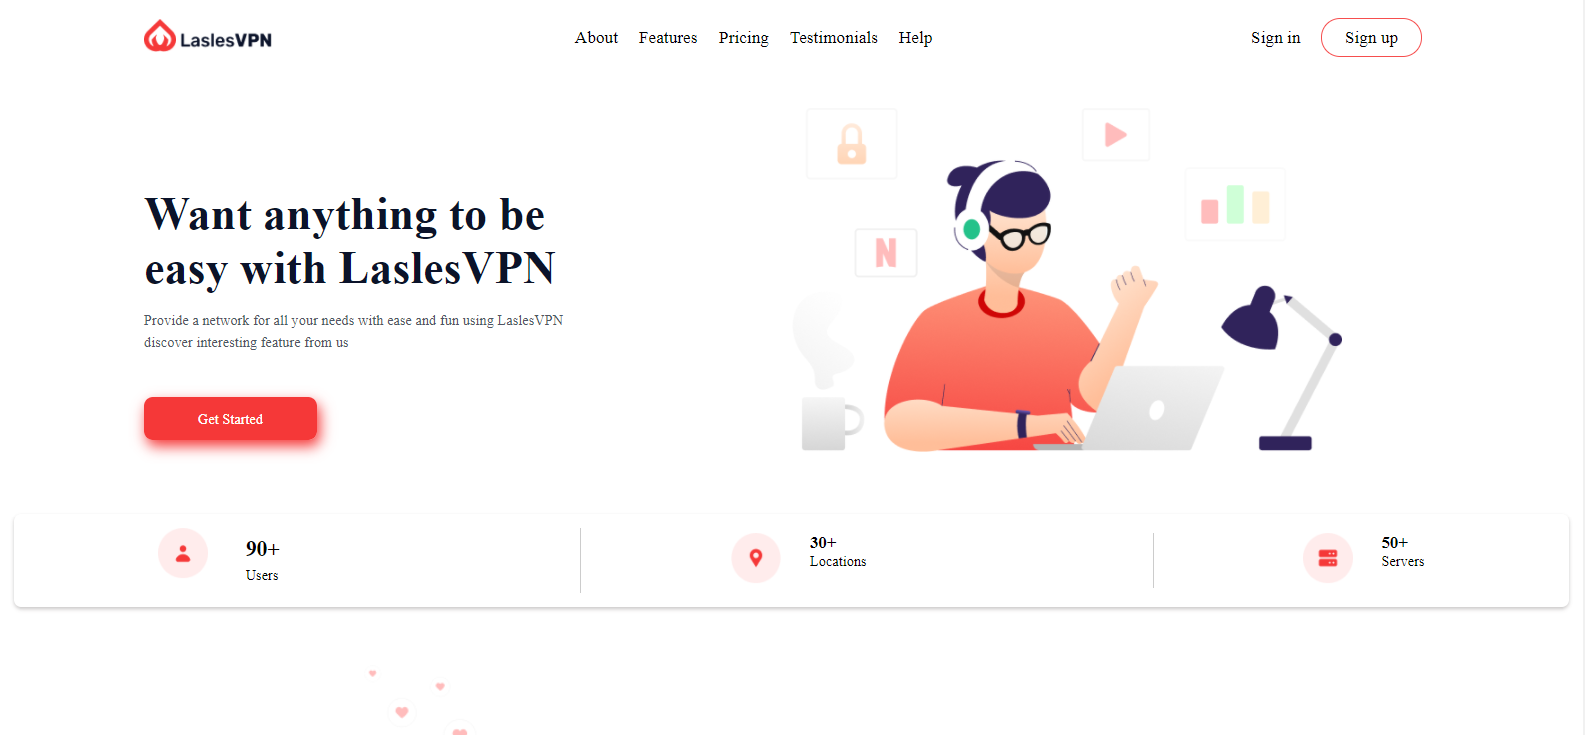 LaslesVPN
About Features Pricing Testimonials Help
Sign in Sign up
N
Want anything to be
easy with LaslesVPN
Provide a network for all your needs with ease and fun using LaslesVPN
discover interesting feature from us
Get Started
90+
Users
30+
Locations
50+
Servers